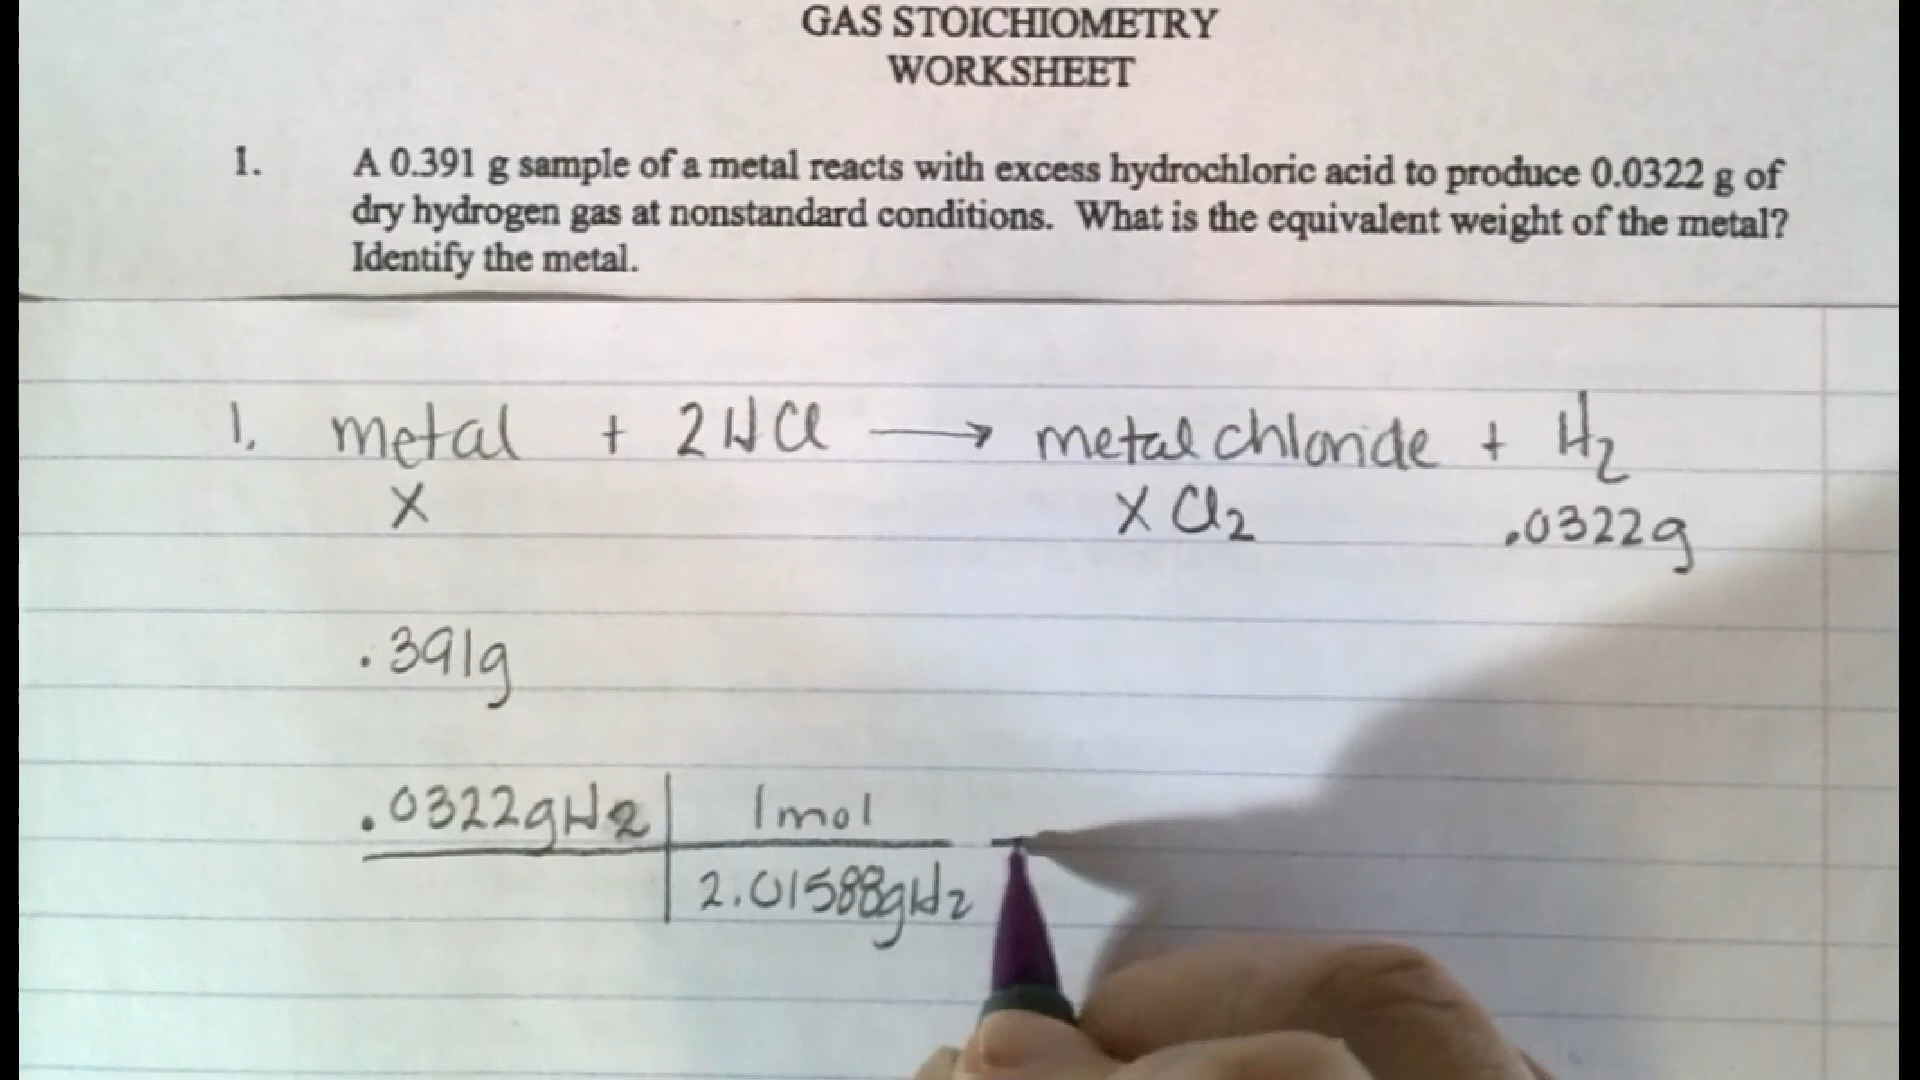 GAS STOICHIOMETRY
WORKSHEET
1. A 0.391 g sample of a metal reacts with excess hydrochloric acid to produce 0.0322 g of
dry hydrogen gas at nonstandard conditions. What is the equivalent weight of the metal?
Identify the metal.
1. metal + 2HCl → metal chloride + H₂
X XCl₂ .0322g
.391g
.0322gH₂ | 1mol
2.01588gH₂